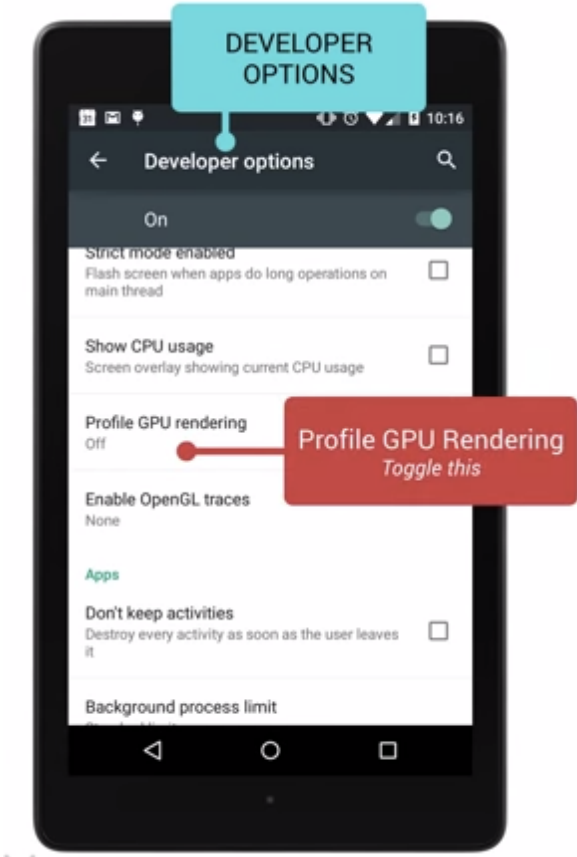 DEVELOPER
OPTIONS
31
10:16
Developer options
On
Strict mode enabled
Flash screen when apps do long operations on
main thread
Show CPU usage
Screen overlay showing current CPU usage
Profile GPU rendering
Off
Profile GPU Rendering
Toggle this
Enable OpenGL traces
None
Apps
Don't keep activities
Destroy every activity as soon as the user leaves
it
Background process limit